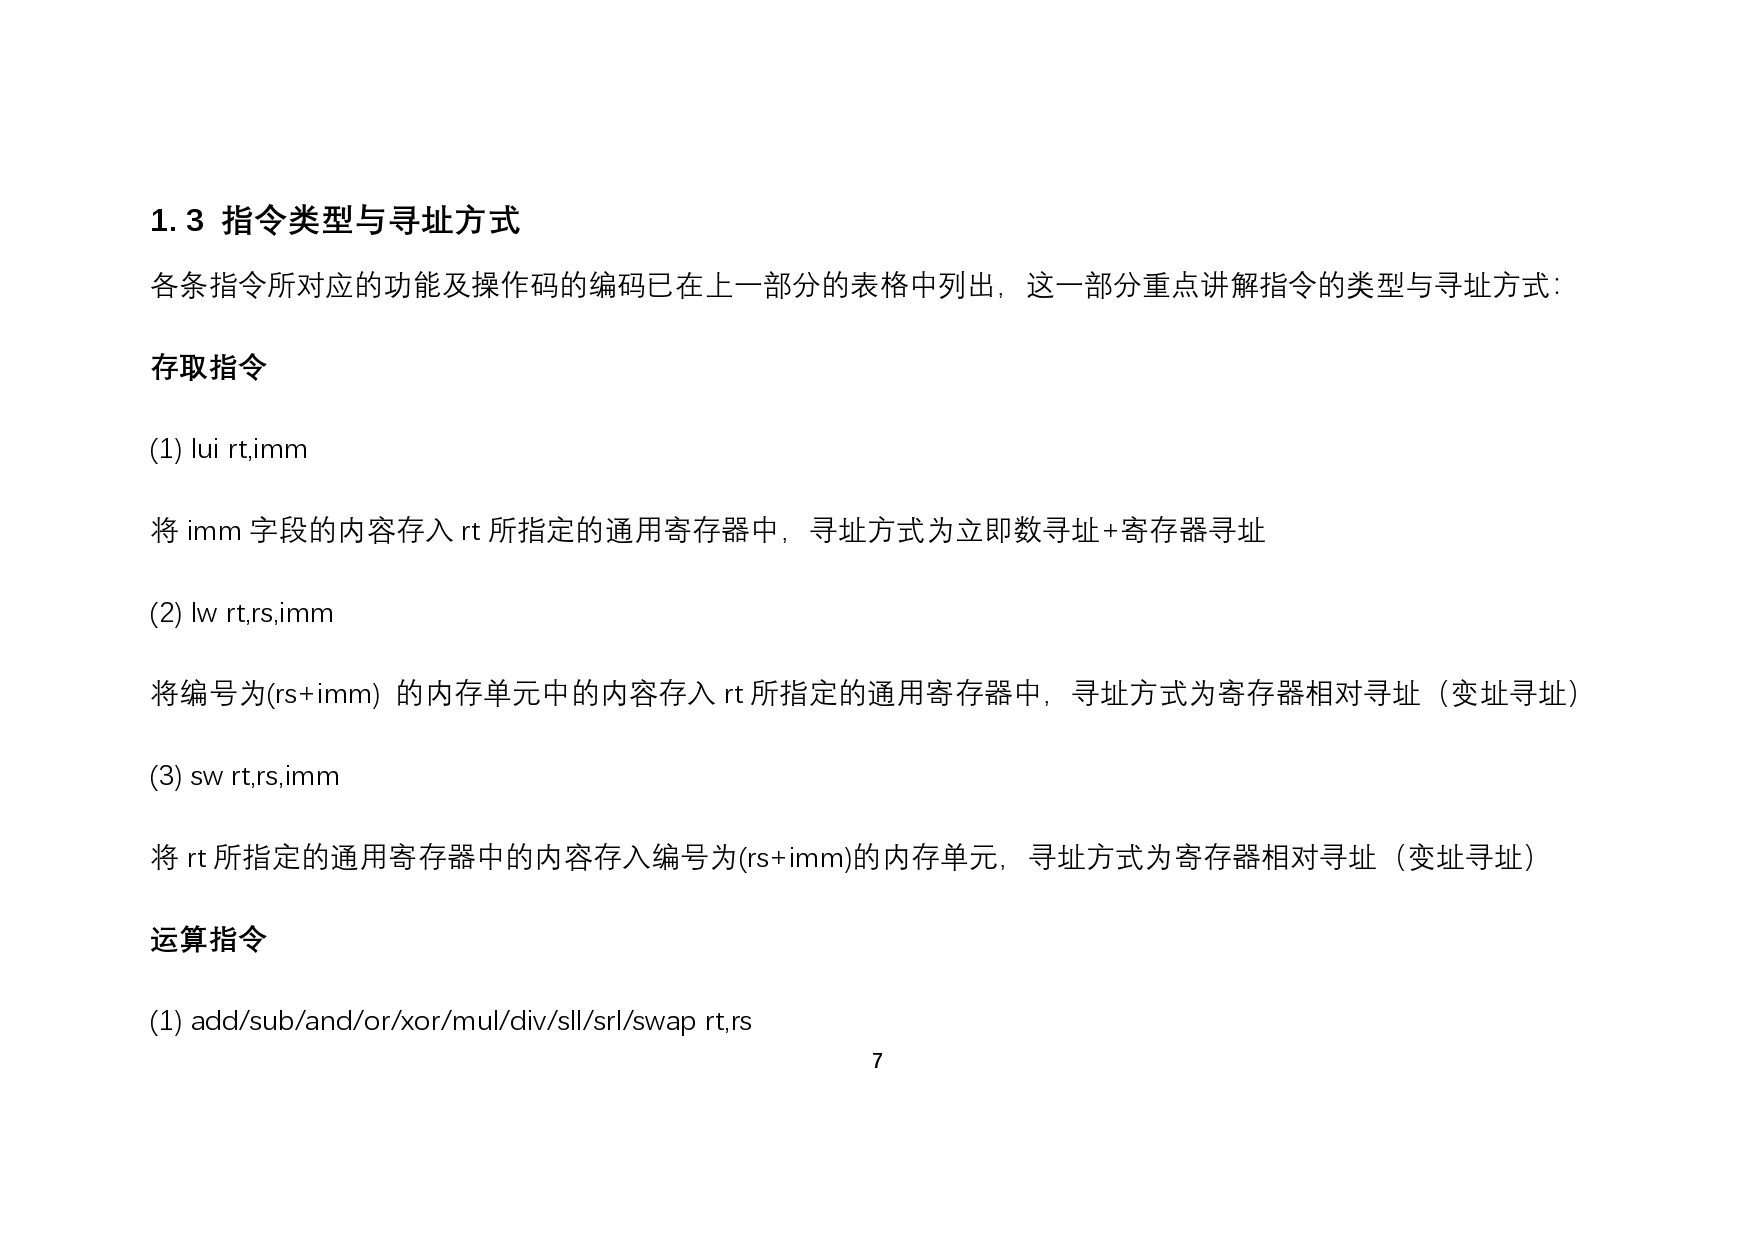 1. 3 指令类型与寻址方式
各条指令所对应的功能及操作码的编码已在上一部分的表格中列出，这一部分重点讲解指令的类型与寻址方式：
存取指令
(1) lui rt,imm
将 imm 字段的内容存入 rt 所指定的通用寄存器中，寻址方式为立即数寻址+寄存器寻址
(2) lw rt,rs,imm
将编号为(rs+imm) 的内存单元中的内容存入 rt 所指定的通用寄存器中，寻址方式为寄存器相对寻址（变址寻址）
(3) sw rt,rs,imm
将 rt 所指定的通用寄存器中的内容存入编号为(rs+imm)的内存单元，寻址方式为寄存器相对寻址（变址寻址）
运算指令
(1) add/sub/and/or/xor/mul/div/sll/srl/swap rt,rs
7